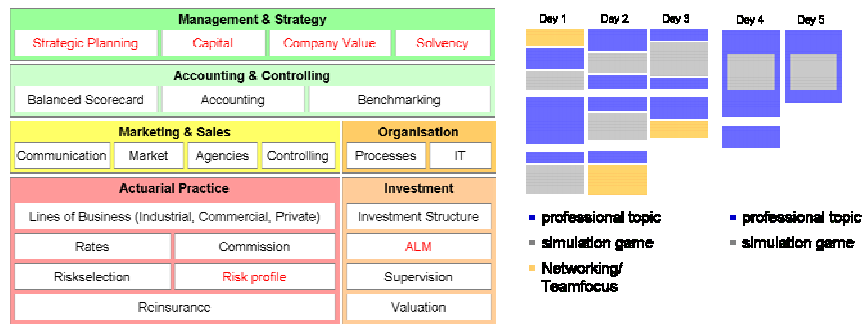 Management & Strategy
Strategic Planning
Capital
Company Value
Solvency
Accounting & Controlling
Balanced Scorecard
Accounting
Benchmarking
Marketing & Sales
Communication
Market
Agencies
Controlling
Organisation
Processes
IT
Actuarial Practice
Lines of Business (Industrial, Commercial, Private)
Rates
Commission
Riskselection
Risk profile
Reinsurance
Investment
Investment Structure
ALM
Supervision
Valuation
Day 1
Day 2
Day 3
Day 4
Day 5
professional topic
simulation game
Networking/
Teamfocus
professional topic
simulation game